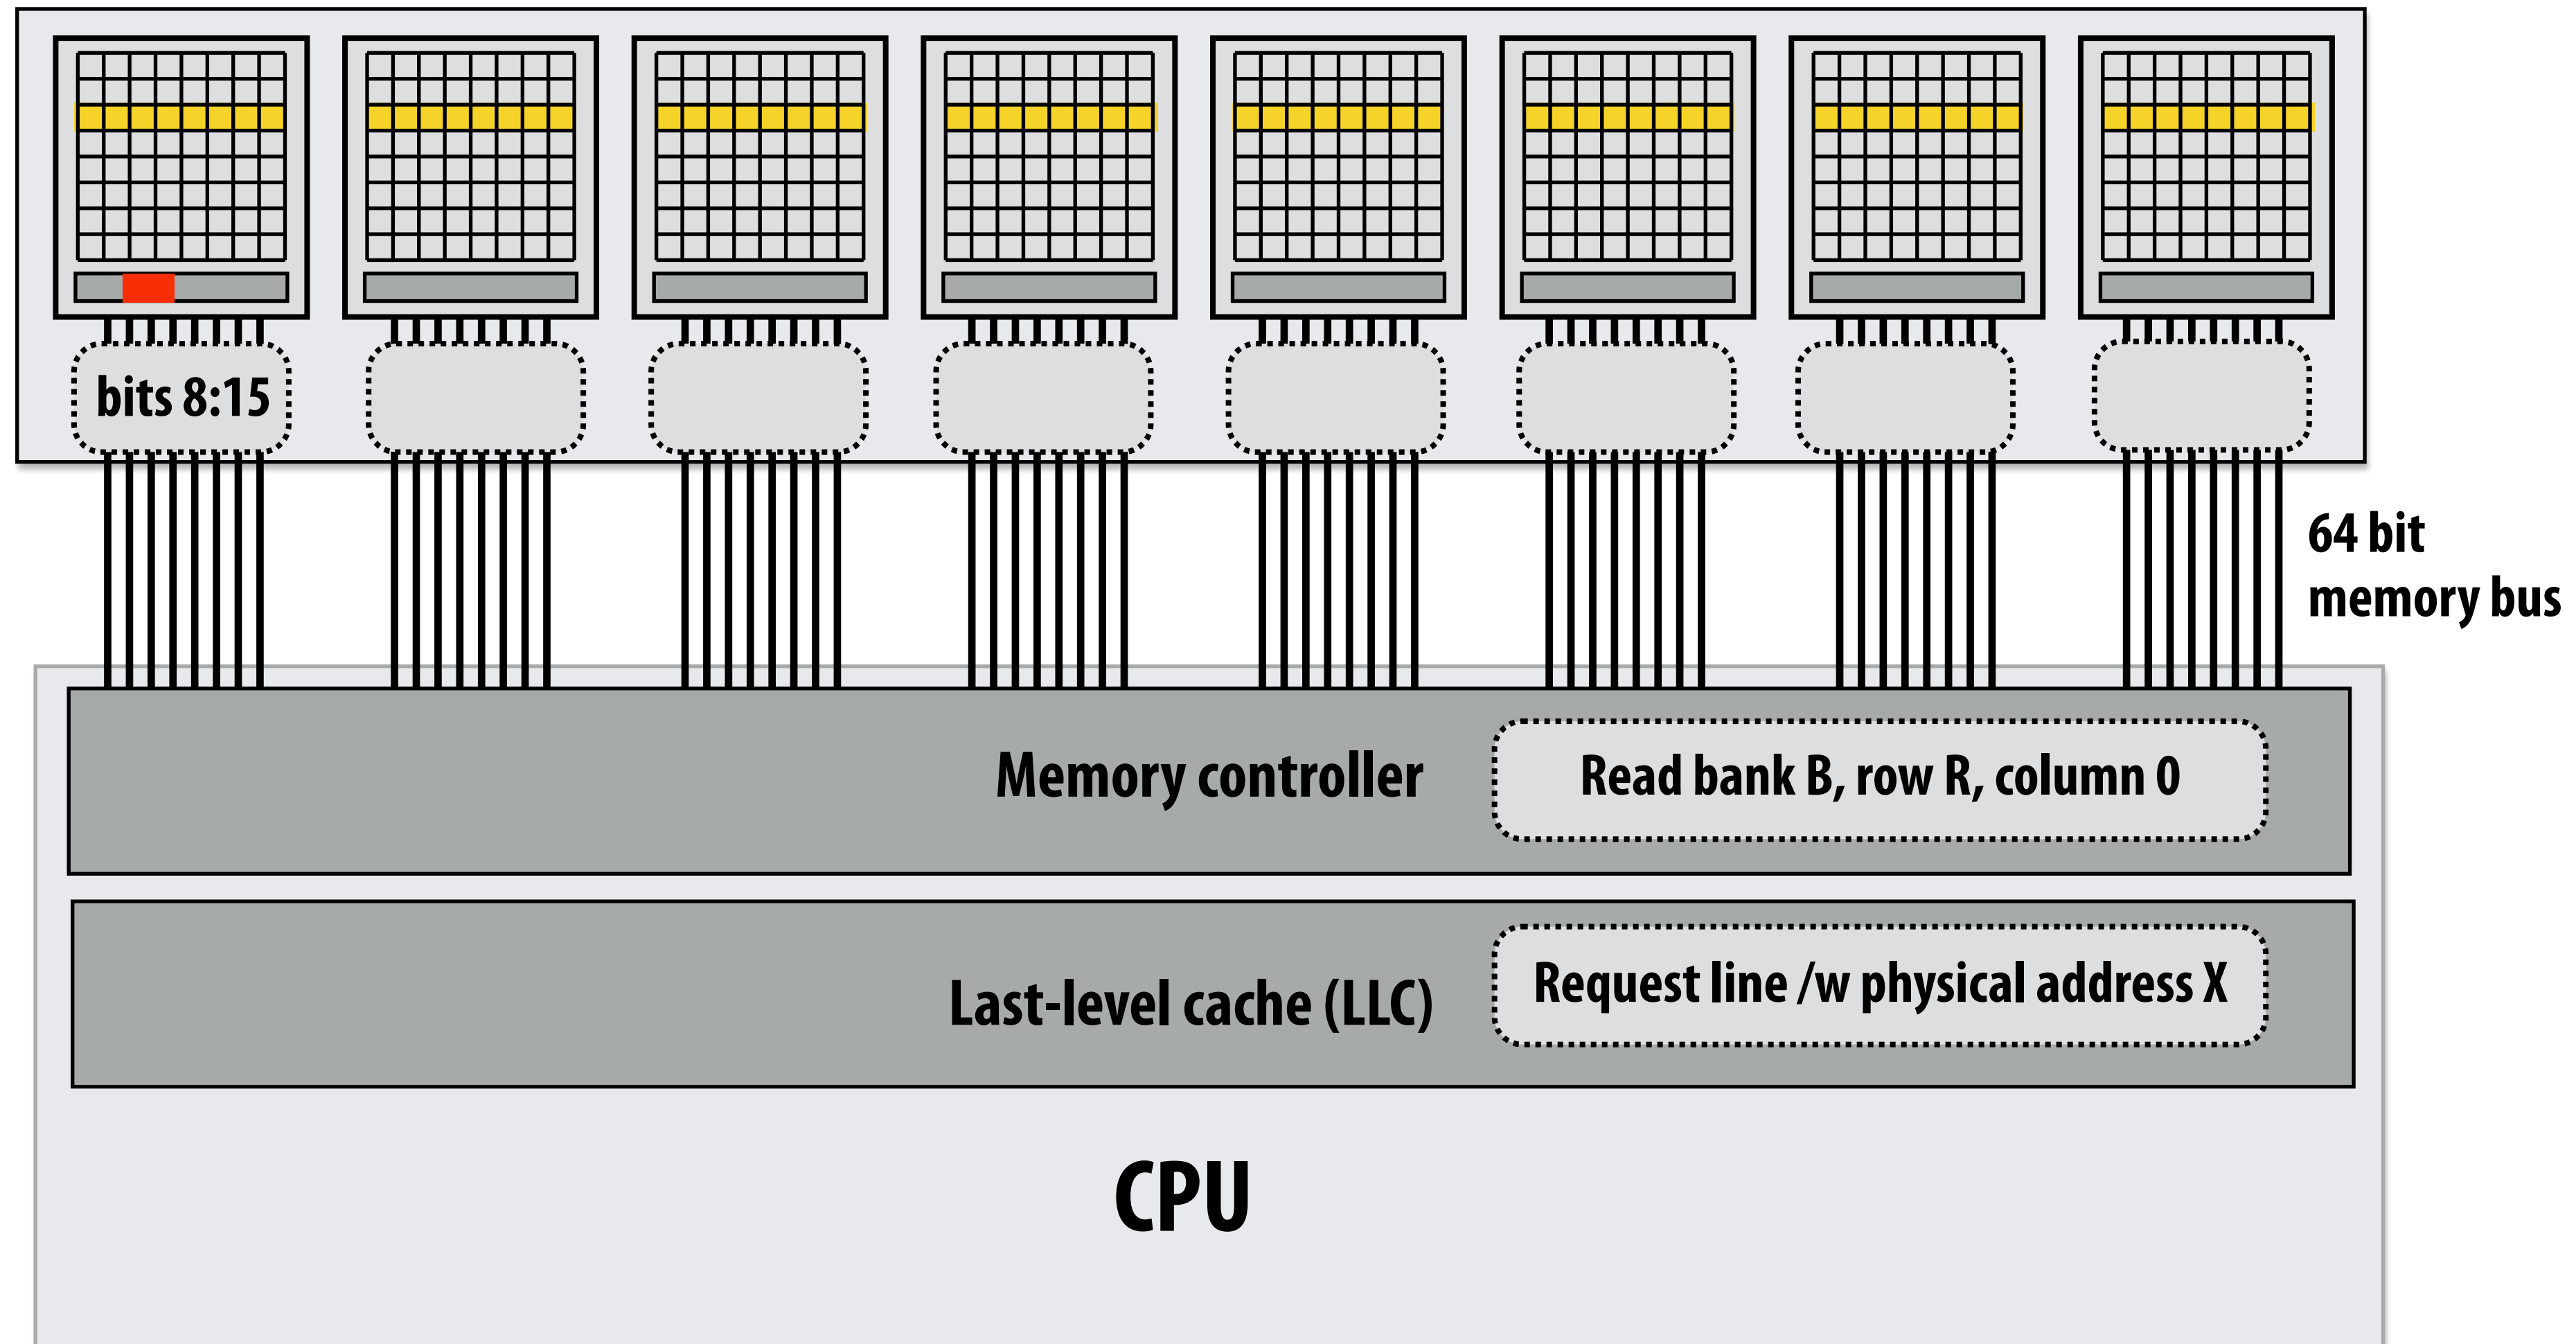 bits 8:15
64 bit
memory bus
Memory controller
Read bank B, row R, column 0
Last-level cache (LLC)
Request line /w physical address X
CPU